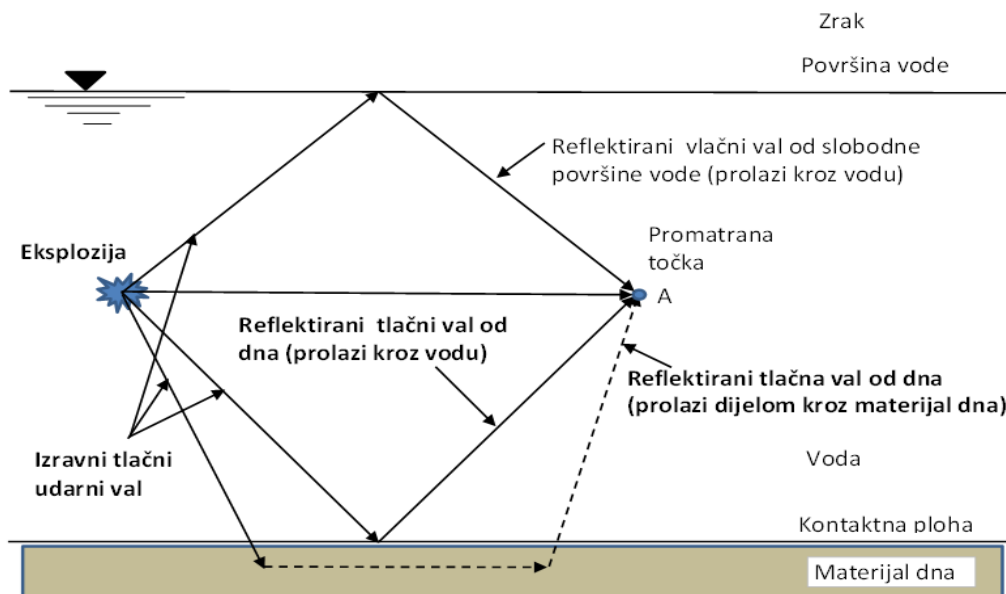 Zrak
Površina vode
Reflektirani vlačni val od slobodne
površine vode (prolazi kroz vodu)
Eksplozija
Promatrana
točka
A
Reflektirani tlačni val od
dna (prolazi kroz vodu)
Reflektirani tlačna val od dna
(prolazi dijelom kroz materijal dna)
Izravni tlačni
udarni val
Voda
Kontaktna ploha
Materijal dna